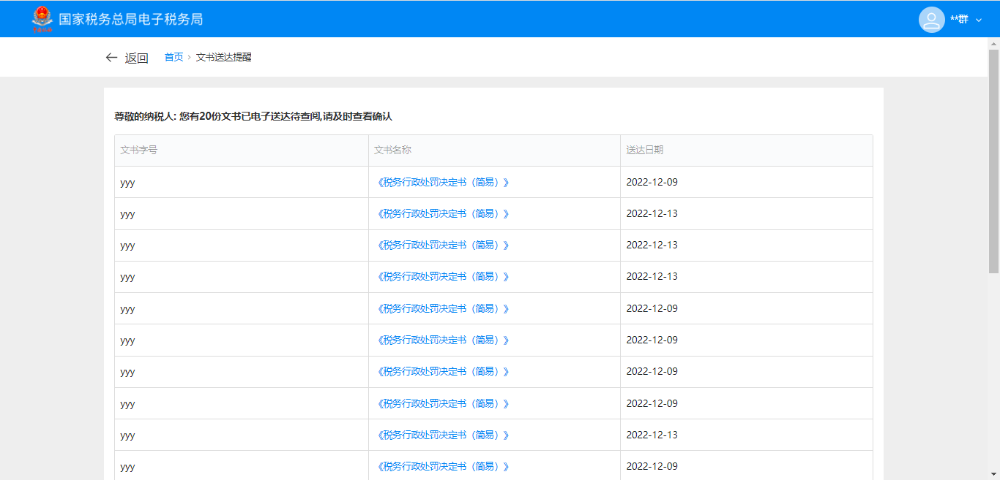 国家税务总局电子税务局
**群
返回 首页 > 文书送达提醒
尊敬的纳税人: 您有20份文书已电子送达待查阅,请及时查看确认
文书字号 文书名称 送达日期
yyy 《税务行政处罚决定书（简易）》 2022-12-09
yyy 《税务行政处罚决定书（简易）》 2022-12-13
yyy 《税务行政处罚决定书（简易）》 2022-12-13
yyy 《税务行政处罚决定书（简易）》 2022-12-13
yyy 《税务行政处罚决定书（简易）》 2022-12-09
yyy 《税务行政处罚决定书（简易）》 2022-12-09
yyy 《税务行政处罚决定书（简易）》 2022-12-09
yyy 《税务行政处罚决定书（简易）》 2022-12-09
yyy 《税务行政处罚决定书（简易）》 2022-12-13
yyy 《税务行政处罚决定书（简易）》 2022-12-09